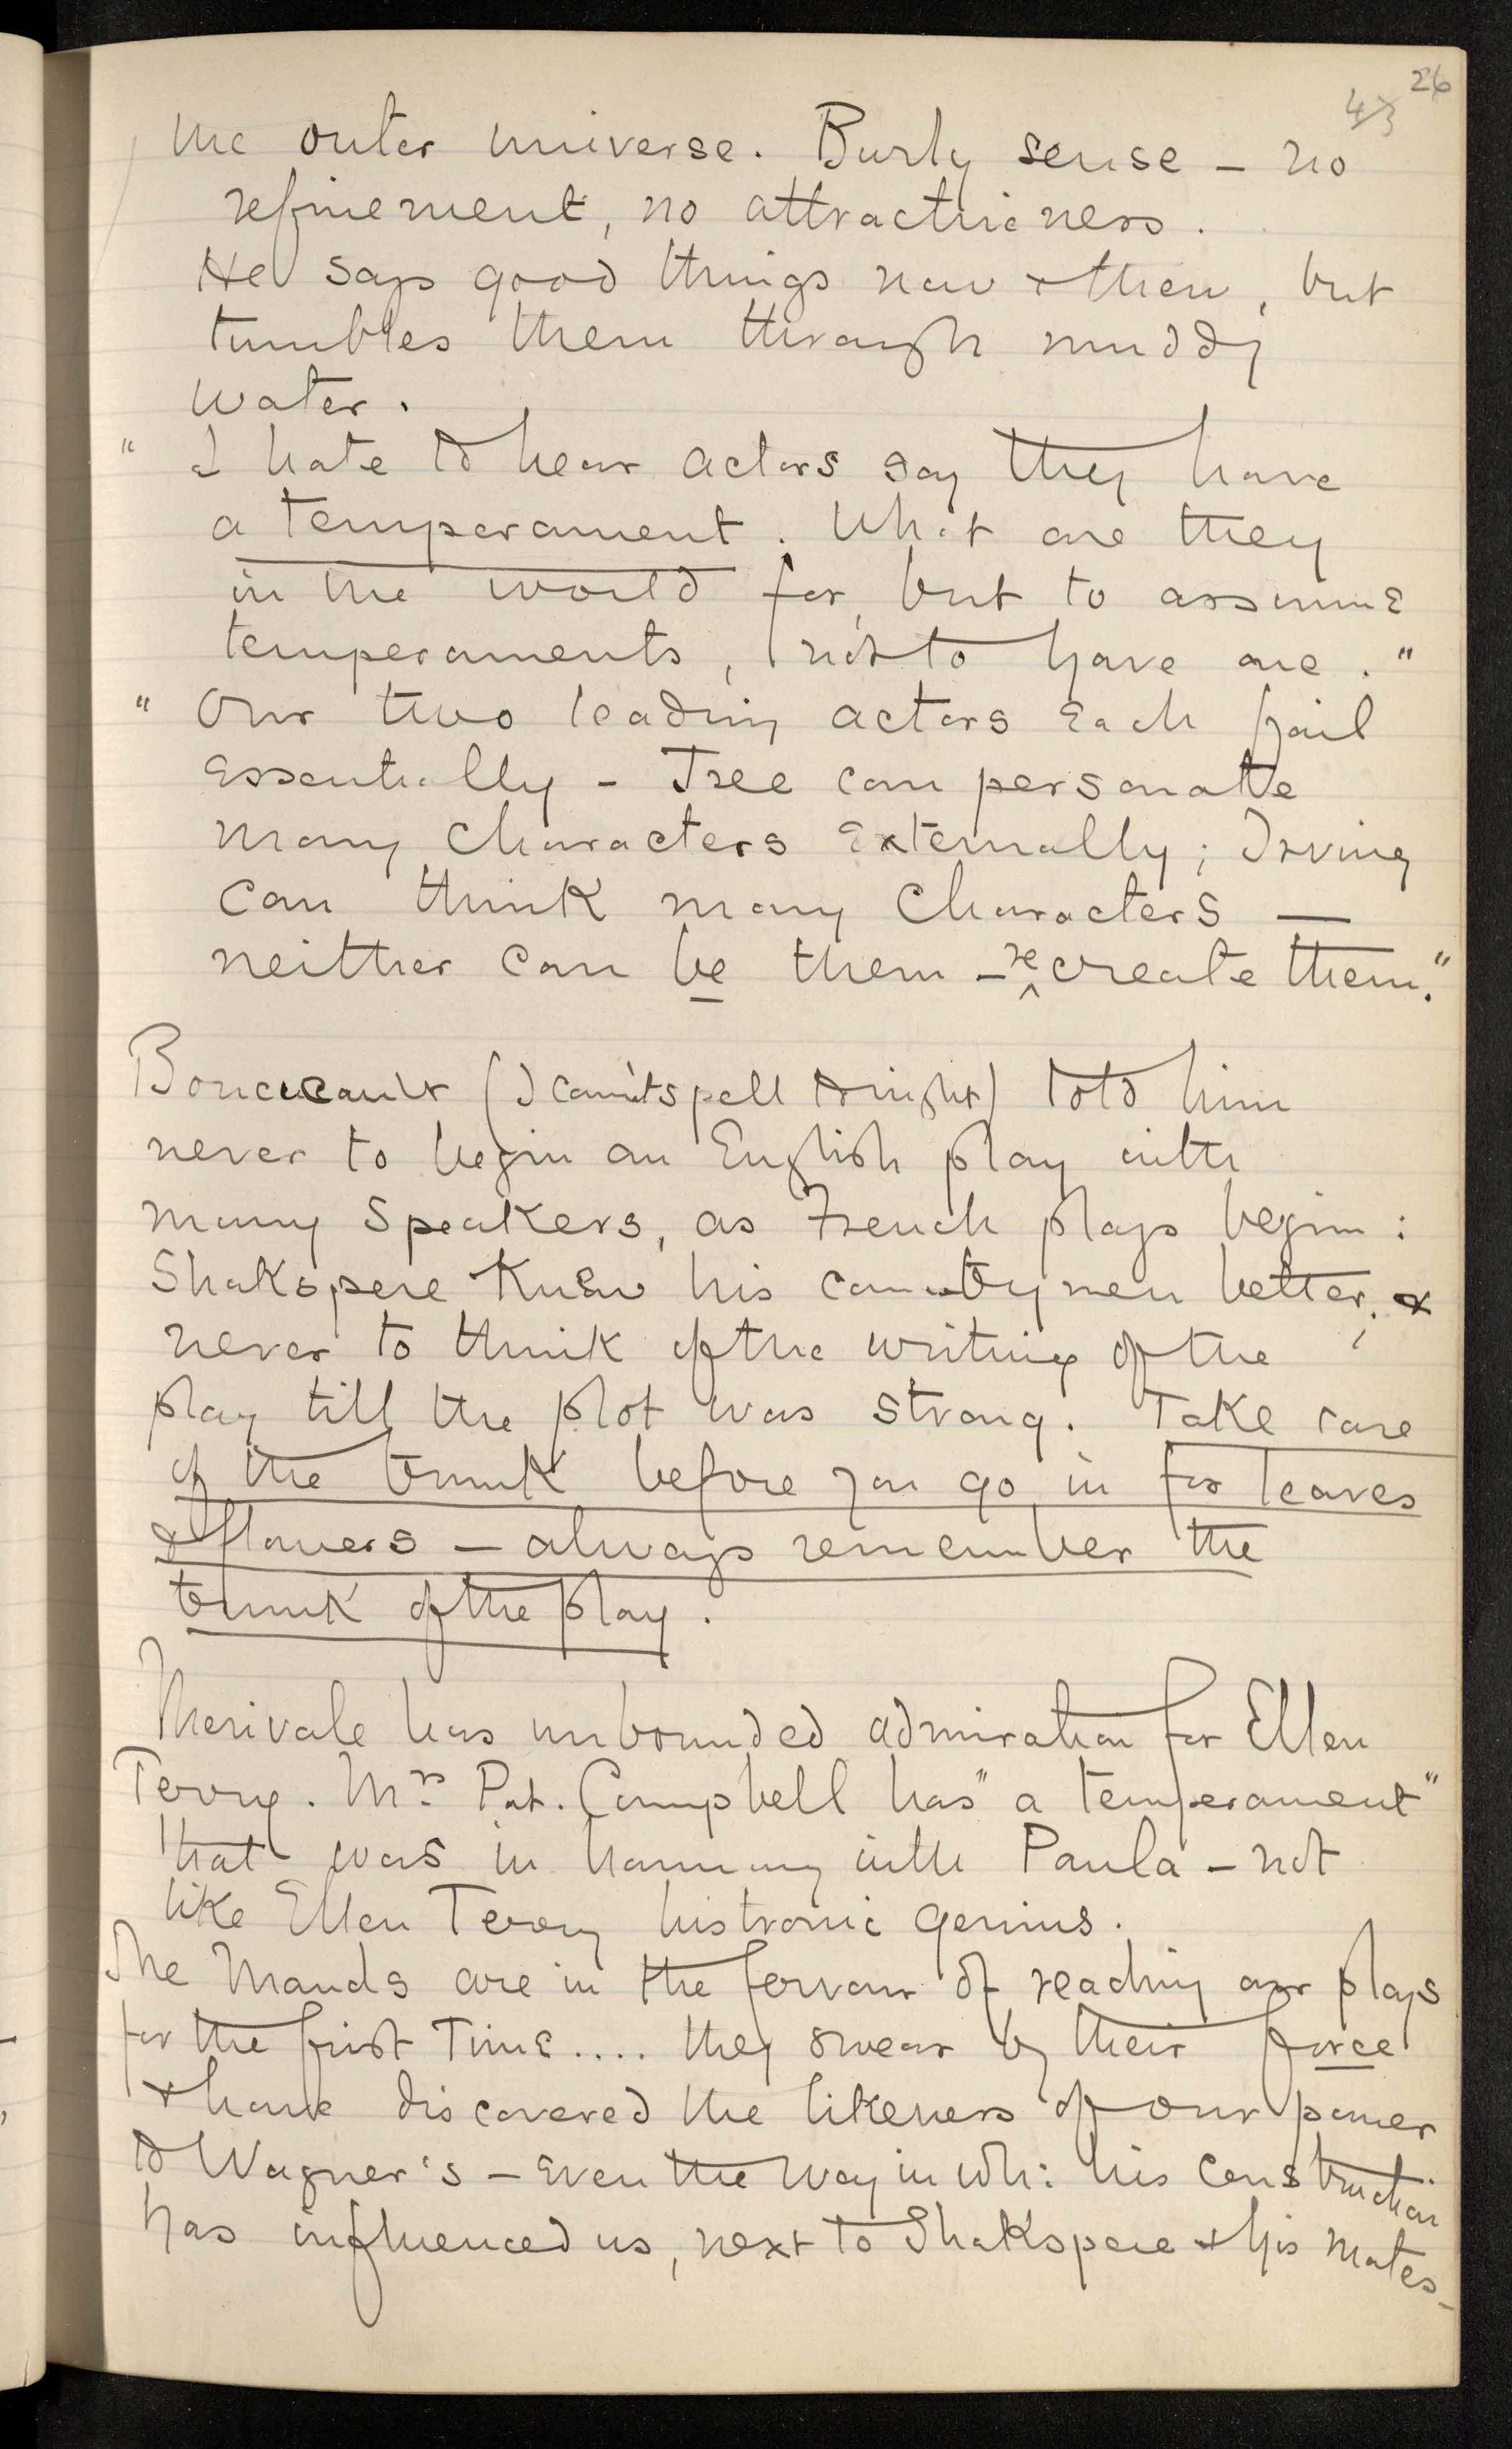 26
43
the outer universe. Burly sense – no
refinement, no attractiveness.
He says good things now & then, but
tumbles them through muddy
water.
" I hate to hear actors say they have
a temperament. What are they
in the world for, but to assume
temperaments, not to have one."
" Our two leading actors each fail
essentially – Tree can personate
many characters externally; Irving
can think many characters —
neither can be them – re^create them."
Boucicault (I can't spell tonight) told him
never to begin an English play with
many speakers, as French plays begin:
Shakspere knew his countrymen better; &
never to think of the writing of the
play till the plot was strong. Take care
of the trunk before you go in for leaves
& flowers – always remember the
trunk of the play.
Merivale has unbounded admiration for Ellen
Terry. Mrs Pat. Campbell has "a temperament"
that was in harmony with Paula – not
like Ellen Terry histronic genius.
The Mauds are in the fervour of reading our plays
for the first Time.... they swear by their force
& have discovered the likeness of our power
to Wagner's – even the way in wh: his construction
has influenced us, next to Shakspere & his mates –